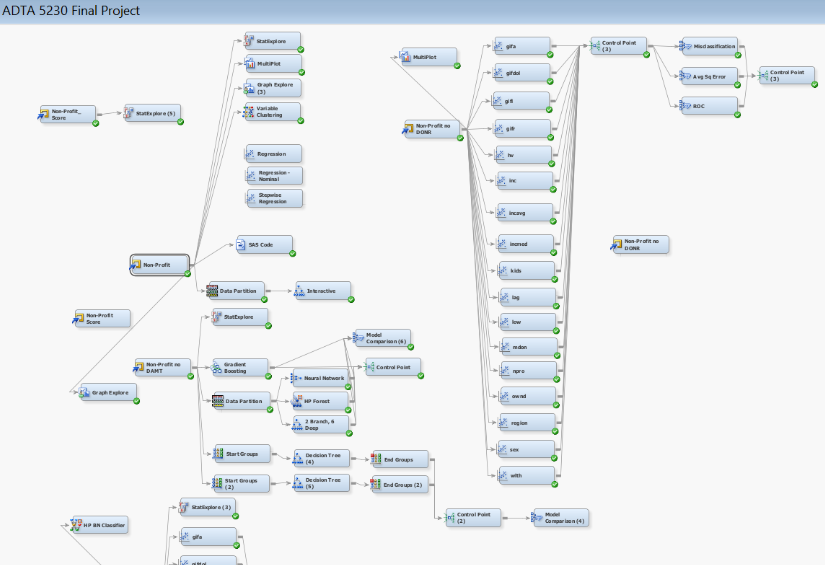 ADTA 5230 Final Project
StatExplore
MultiPlot
Graph Explore
(3)
Variable
Clustering
Regression
Regression -
Nominal
Stepwise
Regression
Non-Profit_
Score
StatExplore (5)
Non-Profit
SAS Code
Data Partition
Interactive
Non-Profit
Score
Graph Explore
Non-Profit no
DAMT
StatExplore
Gradient
Boosting
Data Partition
Neural Network
HP Forest
2 Branch, 6
Deep
Model
Comparison (6)
Control Point
Start Groups
Decision Tree
(4)
End Groups
Start Groups
(2)
Decision Tree
(5)
End Groups (2)
Control Point
(2)
Model
Comparison (4)
HP BN Classifier
StatExplore (3)
gifa
MultiPlot
Non-Profit no
DONR
gifa
gifdol
gifl
hv
inc
incavg
incmed
kids
lag
low
mdon
npro
ownd
region
sex
wlth
Control Point
(3)
Misclassification
Avg Sq Error
ROC
Control Point
(3)
Non-Profit no
DONR